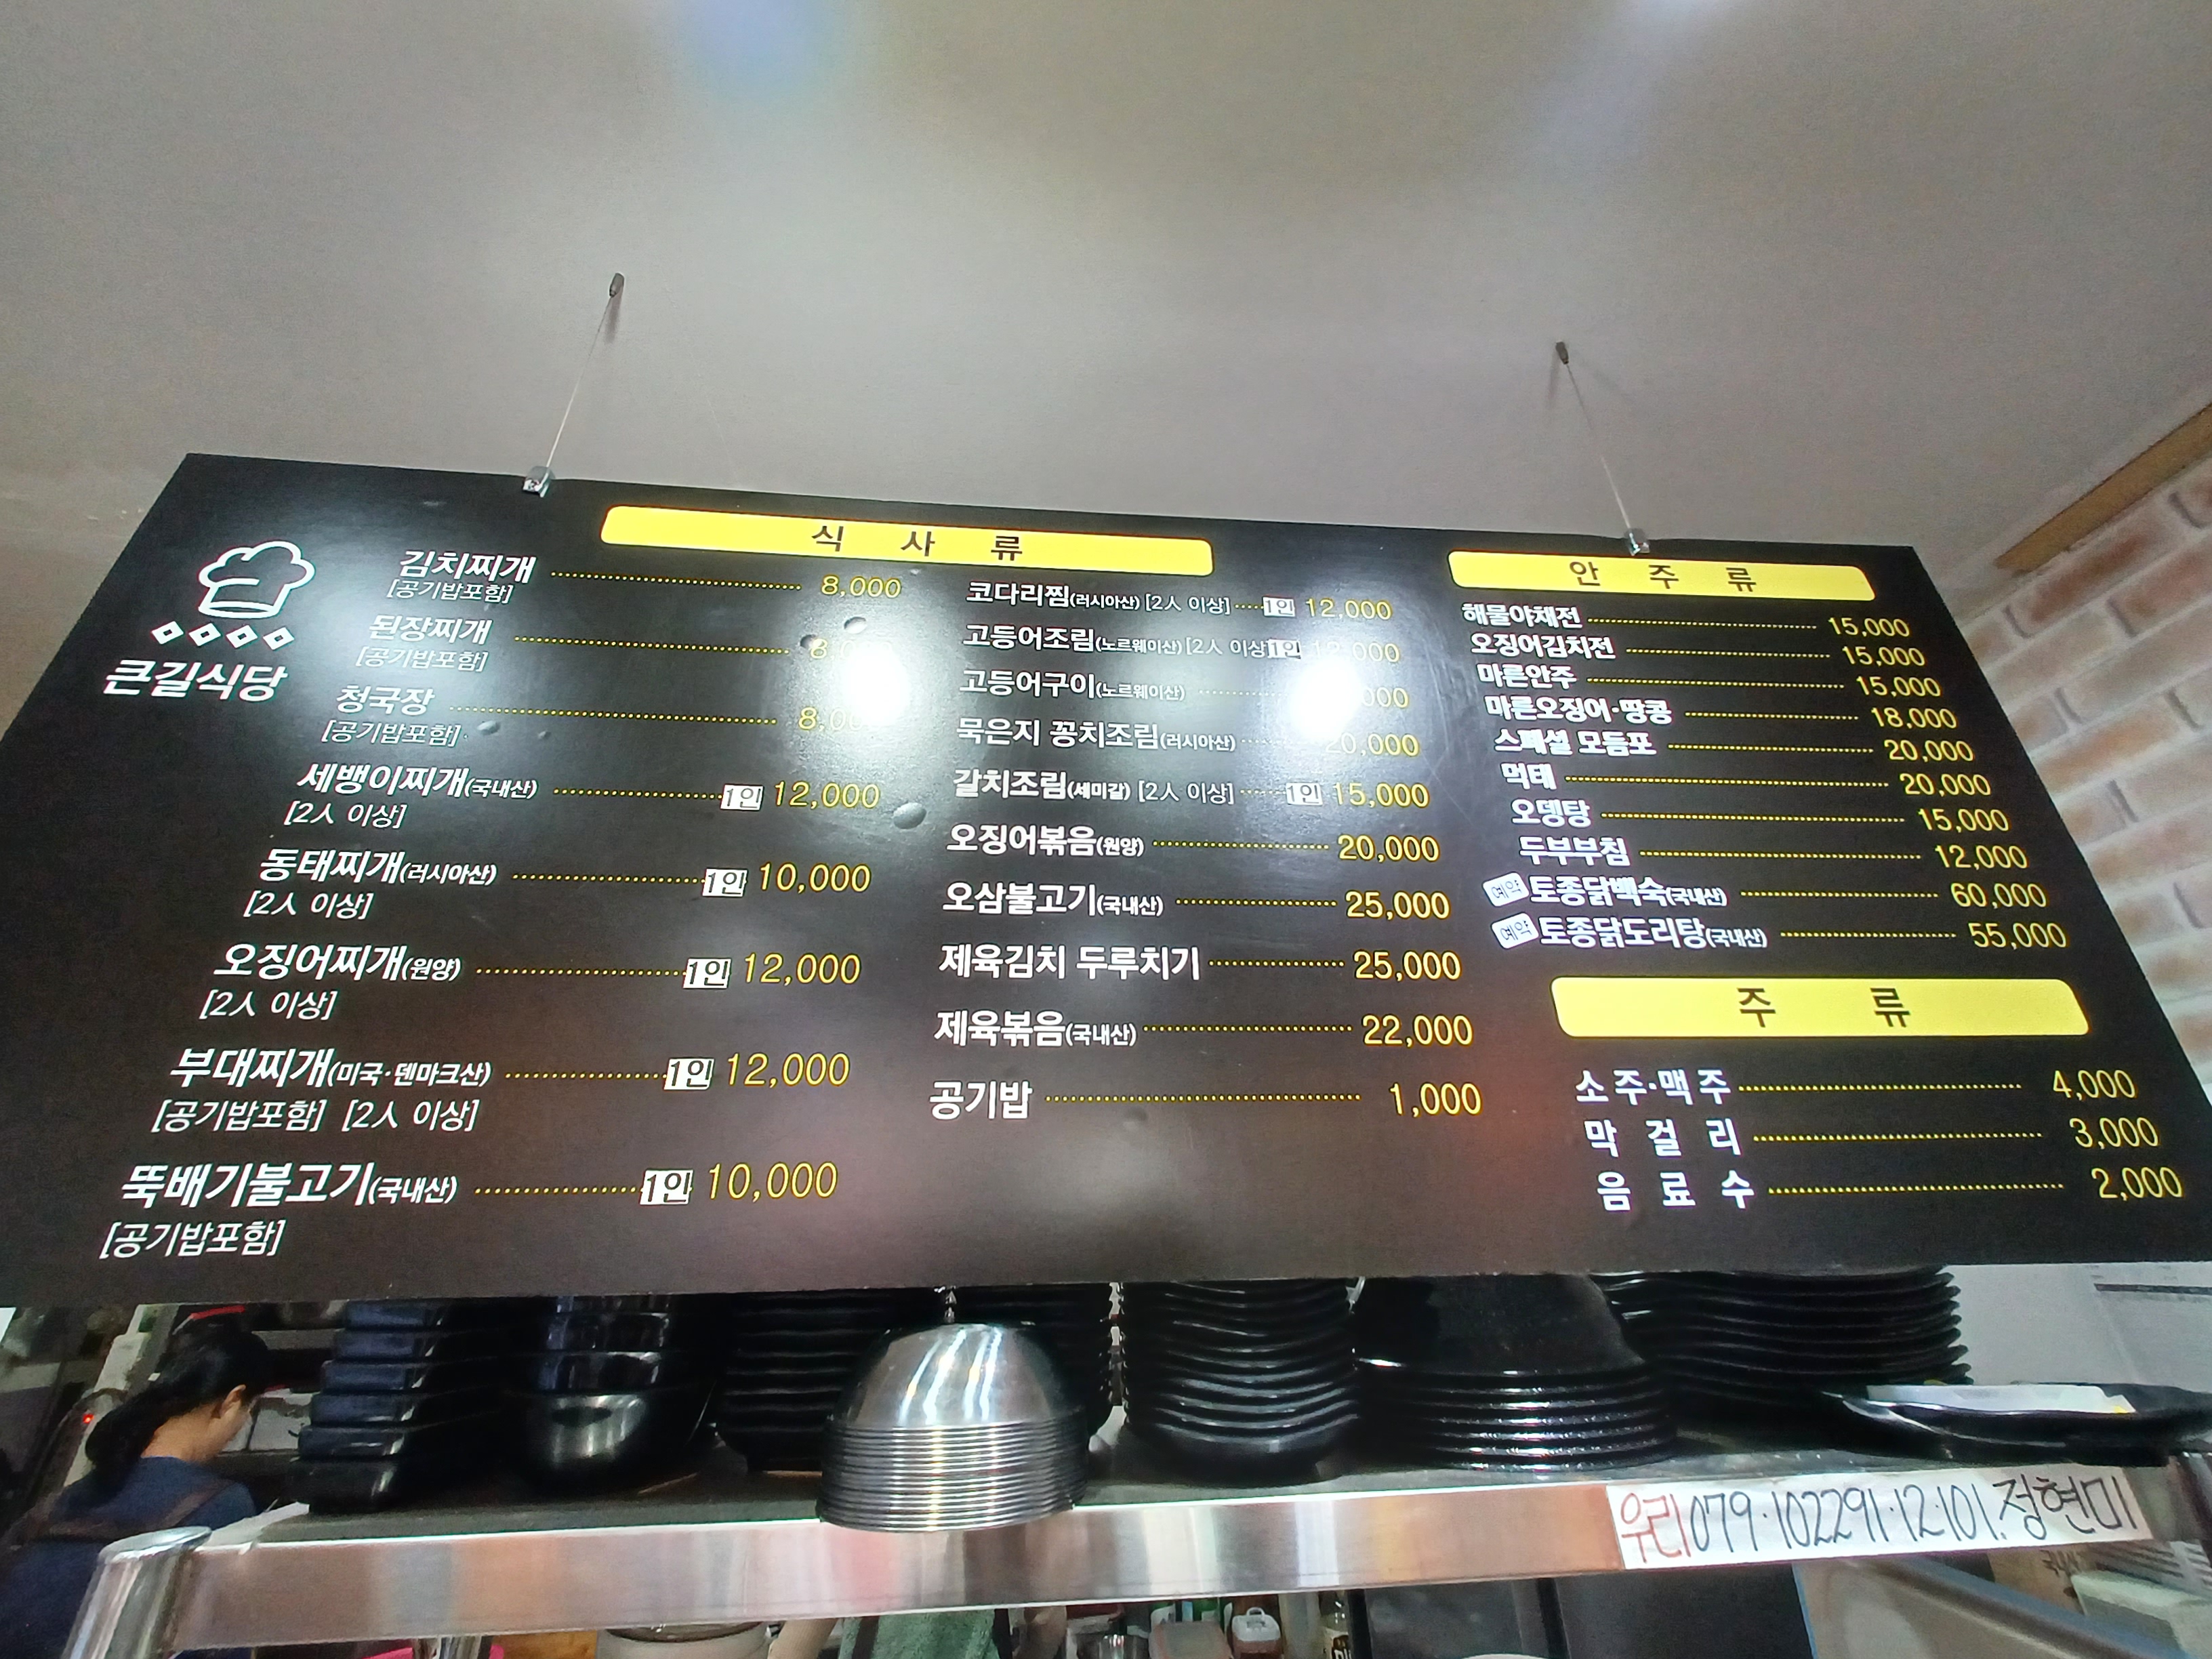 큰길식당
식 사 류
김치찌개 8,000
[공기밥포함]
된장찌개
[공기밥포함]
청국장
[공기밥포함]
세뱅이찌개(국내산) 1인 12,000
[2人 이상]
동태찌개(러시아산) 1인 10,000
[2人 이상]
오징어찌개(원양) 1인 12,000
[2人 이상]
부대찌개(미국·덴마크산) 1인 12,000
[공기밥포함] [2人 이상]
뚝배기불고기(국내산) 1인 10,000
[공기밥포함]
코다리찜(러시아산) [2人 이상] 1인 12,000
고등어조림(노르웨이산) [2人 이상] 1인
고등어구이(노르웨이산)
묵은지 꽁치조림(러시아산) 20,000
갈치조림(세미갈) [2人 이상] 1인 15,000
오징어볶음(원양) 20,000
오삼불고기(국내산) 25,000
제육김치 두루치기 25,000
제육볶음(국내산) 22,000
공기밥 1,000
안 주 류
해물야채전 15,000
오징어김치전 15,000
마른안주 15,000
마른오징어·땅콩 18,000
스페셜 모듬포 20,000
먹태 20,000
오뎅탕 15,000
두부부침 12,000
예약 토종닭백숙(국내산) 60,000
예약 토종닭도리탕(국내산) 55,000
주 류
소주·맥주 4,000
막 걸 리 3,000
음 료 수 2,000
우리 079·102291·12·101. 정현미